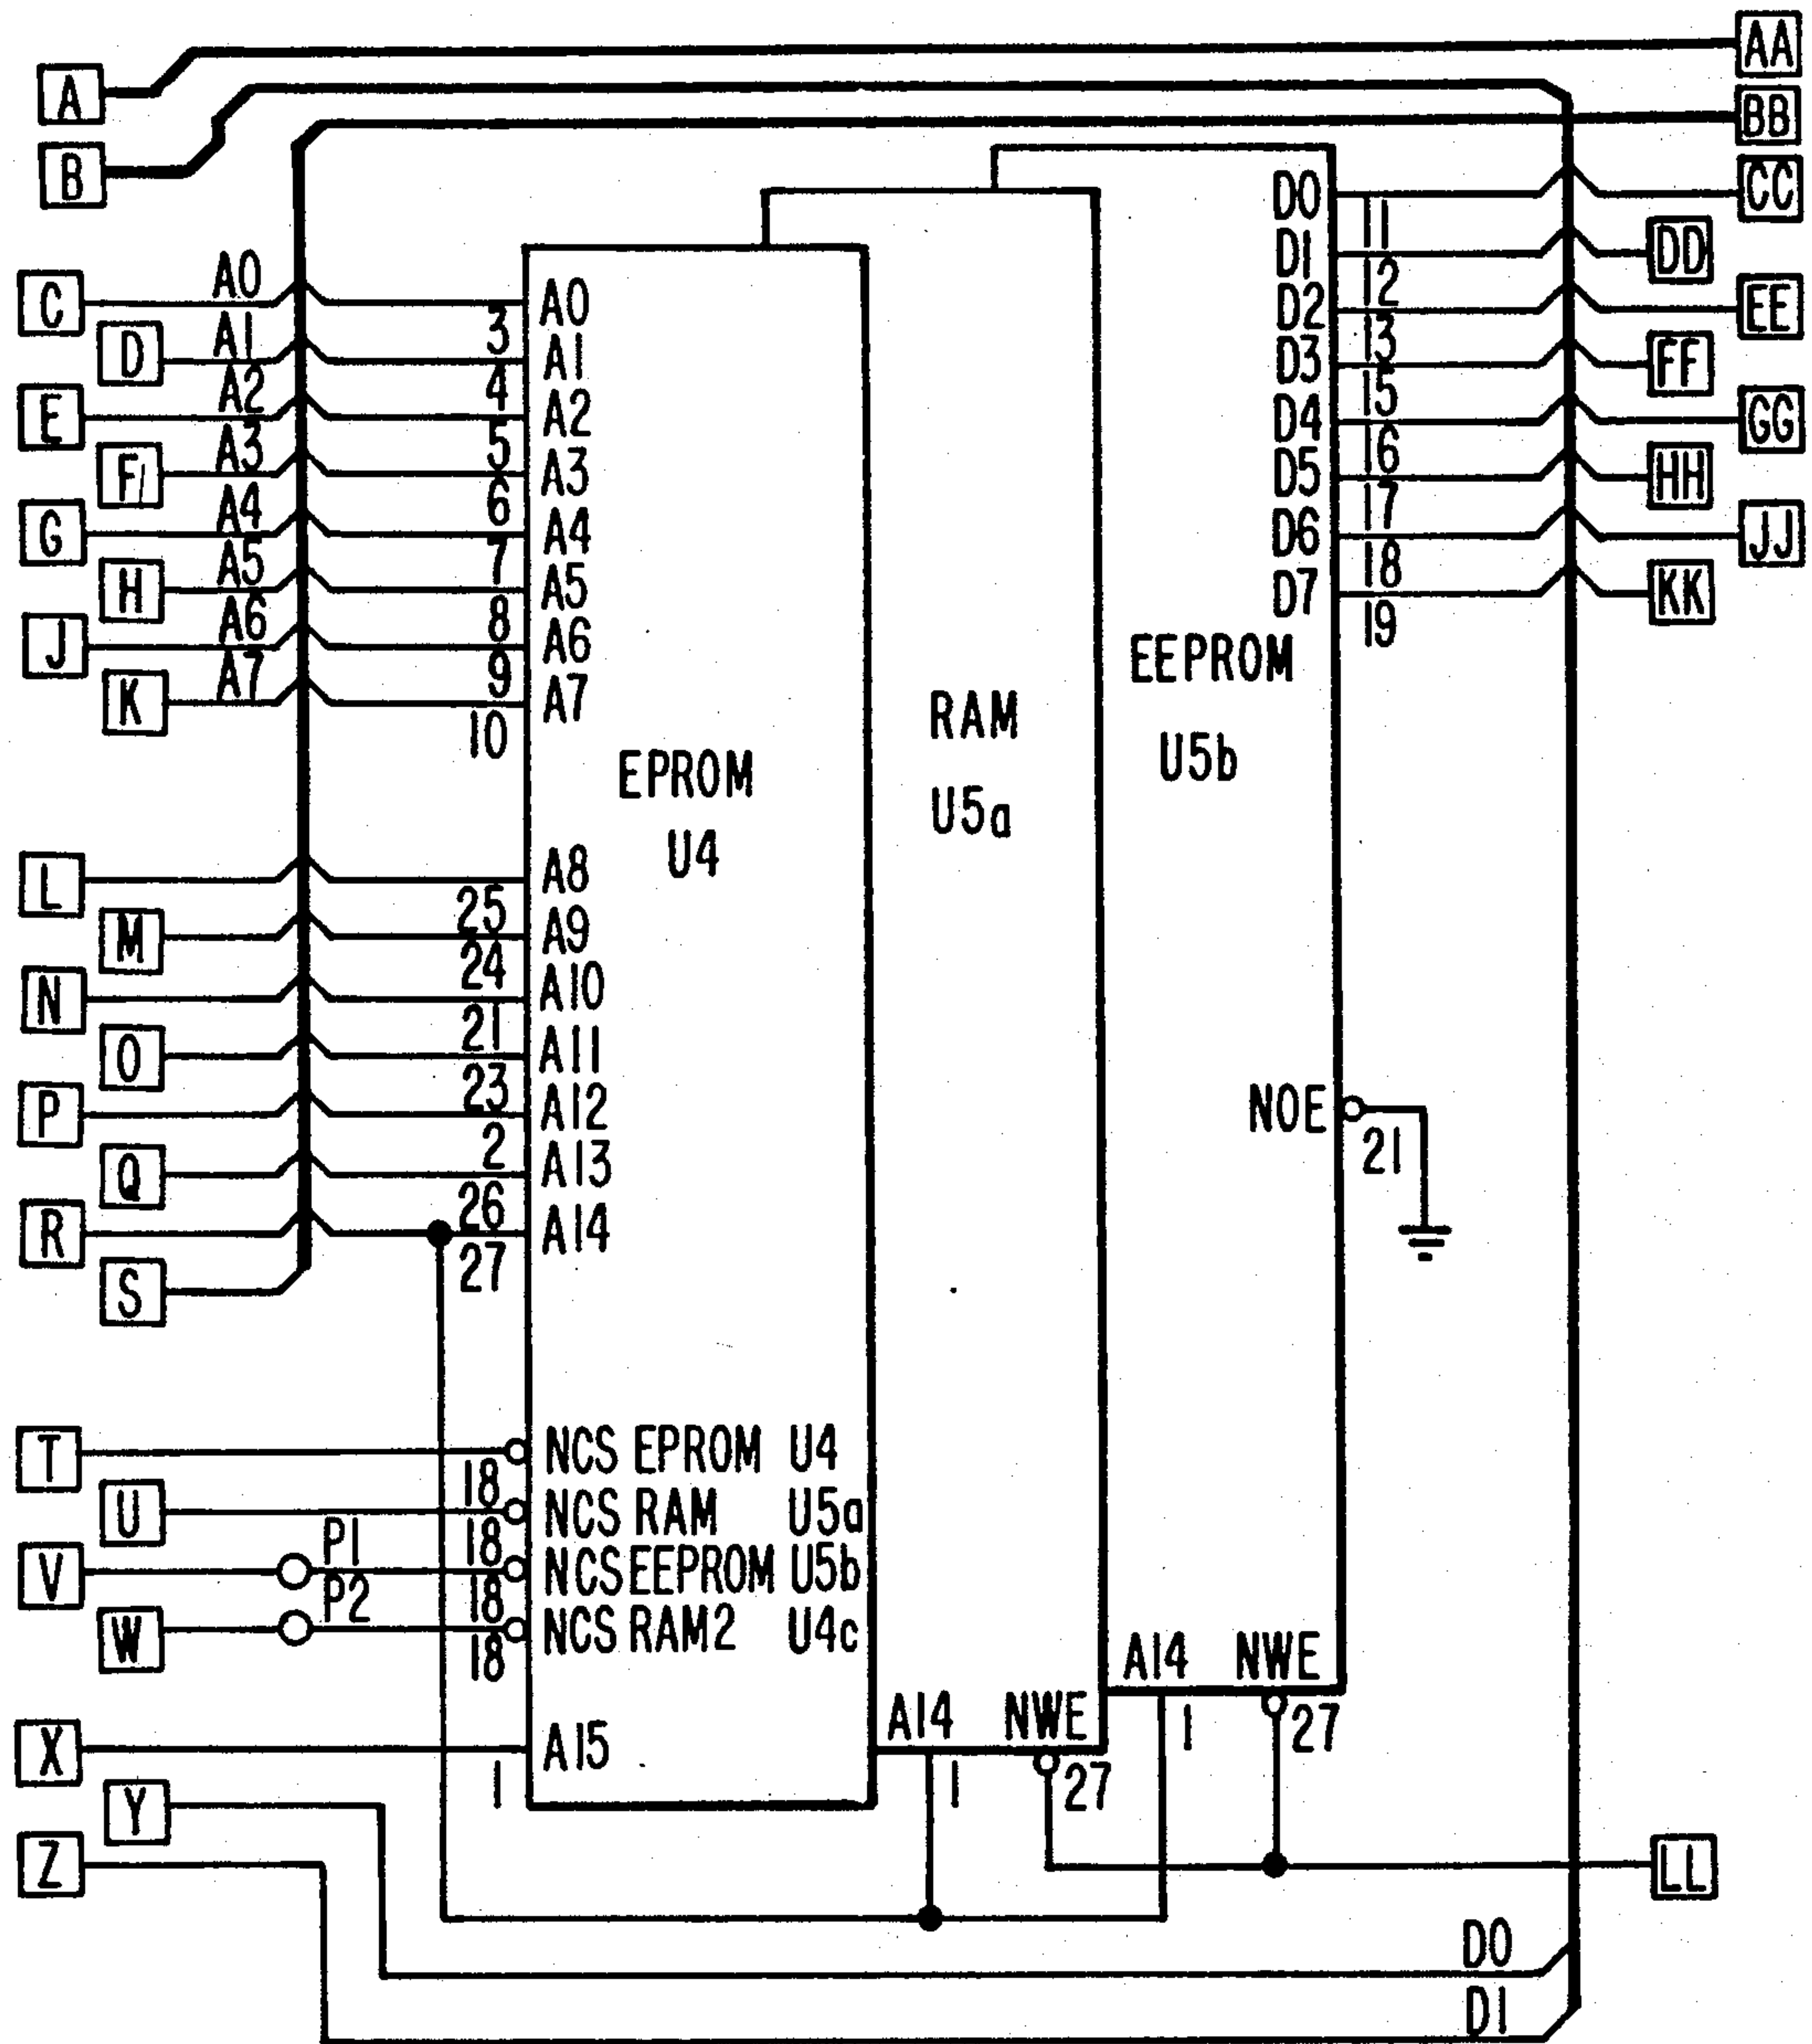 A
AA
B
BB
C
A0
3
A0
D
A1
4
A1
E
A2
5
A2
F
A3
6
A3
G
A4
7
A4
H
A5
8
A5
J
A6
9
A6
K
A7
10
A7
D0
11
CC
D1
12
DD
D2
13
EE
D3
15
FF
D4
16
GG
D5
17
HH
D6
18
JJ
D7
19
KK
EPROM
U4
RAM
U5a
EEPROM
U5b
L
25
A8
M
24
A9
N
21
A10
O
23
A11
P
2
A12
Q
26
A13
R
27
A14
S
NOE
21
T
18
NCS EPROM U4
U
18
NCS RAM U5a
V
P1
18
NCS EEPROM U5b
W
P2
18
NCS RAM2 U4c
X
1
A15
A14
1
NWE
27
A14
1
NWE
27
Y
Z
LL
D0
D1